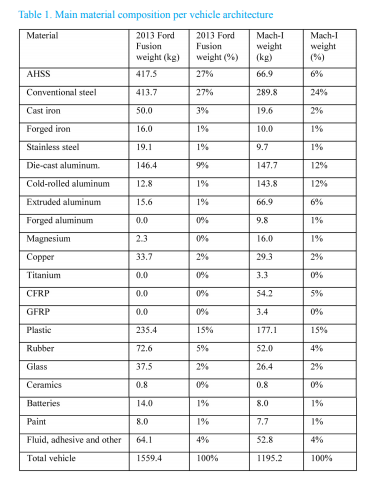 Table 1. Main material composition per vehicle architecture
Material 2013 Ford Fusion weight (kg) 2013 Ford Fusion weight (%) Mach-I weight (kg) Mach-I weight (%)
AHSS 417.5 27% 66.9 6%
Conventional steel 413.7 27% 289.8 24%
Cast iron 50.0 3% 19.6 2%
Forged iron 16.0 1% 10.0 1%
Stainless steel 19.1 1% 9.7 1%
Die-cast aluminum. 146.4 9% 147.7 12%
Cold-rolled aluminum 12.8 1% 143.8 12%
Extruded aluminum 15.6 1% 66.9 6%
Forged aluminum 0.0 0% 9.8 1%
Magnesium 2.3 0% 16.0 1%
Copper 33.7 2% 29.3 2%
Titanium 0.0 0% 3.3 0%
CFRP 0.0 0% 54.2 5%
GFRP 0.0 0% 3.4 0%
Plastic 235.4 15% 177.1 15%
Rubber 72.6 5% 52.0 4%
Glass 37.5 2% 26.4 2%
Ceramics 0.8 0% 0.8 0%
Batteries 14.0 1% 8.0 1%
Paint 8.0 1% 7.7 1%
Fluid, adhesive and other 64.1 4% 52.8 4%
Total vehicle 1559.4 100% 1195.2 100%